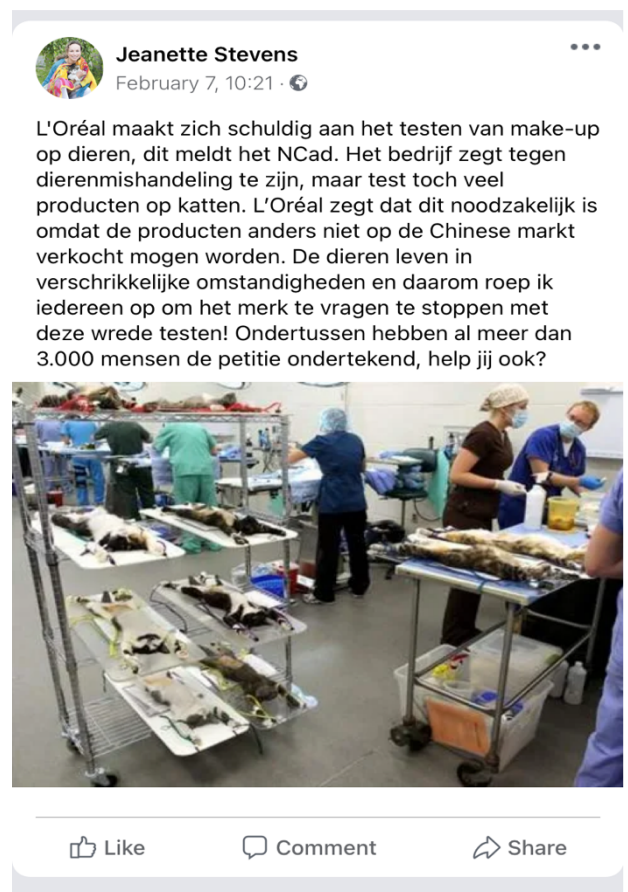 Jeanette Stevens
February 7, 10:21 ·
L'Oréal maakt zich schuldig aan het testen van make-up
op dieren, dit meldt het NCad. Het bedrijf zegt tegen
dierenmishandeling te zijn, maar test toch veel
producten op katten. L’Oréal zegt dat dit noodzakelijk is
omdat de producten anders niet op de Chinese markt
verkocht mogen worden. De dieren leven in
verschrikkelijke omstandigheden en daarom roep ik
iedereen op om het merk te vragen te stoppen met
deze wrede testen! Ondertussen hebben al meer dan
3.000 mensen de petitie ondertekend, help jij ook?
Like
Comment
Share